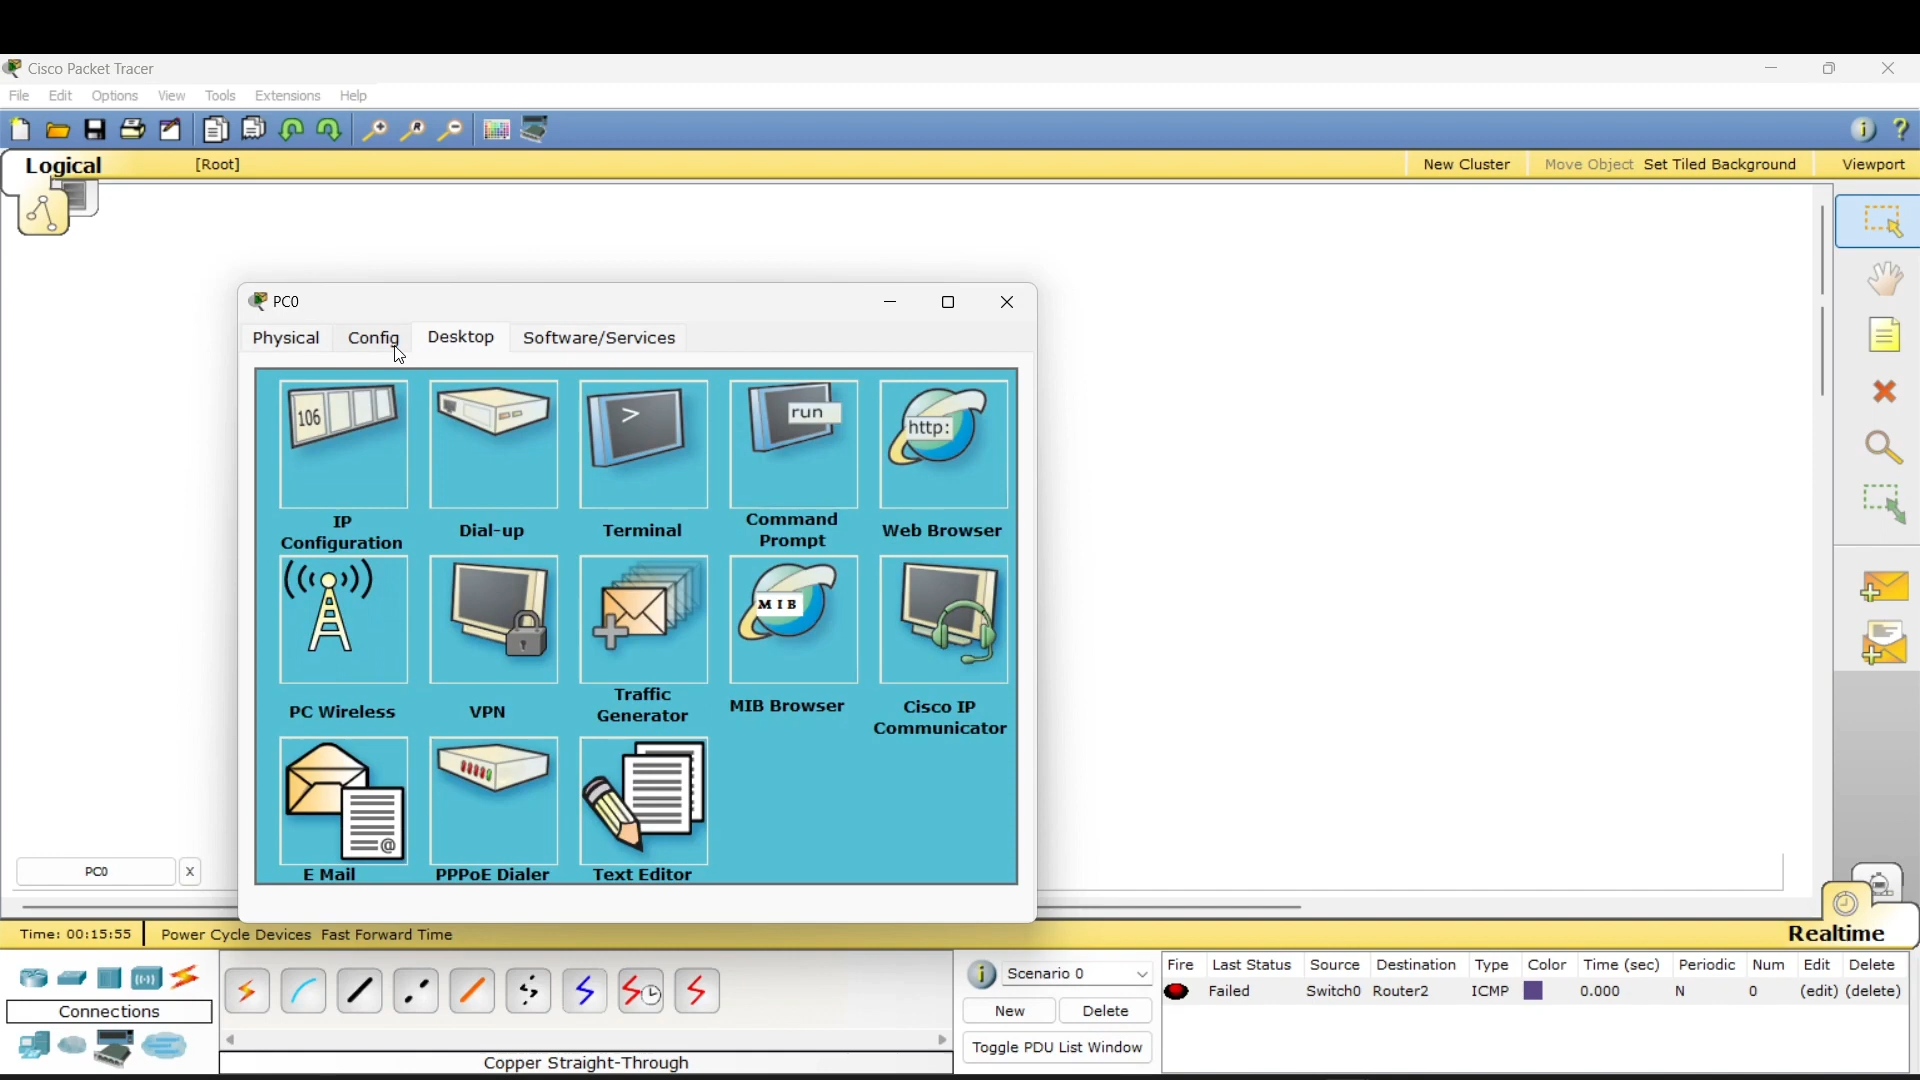 Cisco Packet Tracer
File Edit Options View Tools Extensions Help
Logical [Root] New Cluster Move Object Set Tiled Background Viewport
PC0
Physical Config Desktop Software/Services
106
>
run
http:
IP Configuration
Dial-up
Terminal
Command Prompt
Web Browser
MIB
PC Wireless
VPN
Traffic Generator
MIB Browser
Cisco IP Communicator
@
E Mail
PPPoE Dialer
Text Editor
PC0 X
Time: 00:15:55 Power Cycle Devices Fast Forward Time Realtime
Connections
Copper Straight-Through
Scenario 0
New Delete
Toggle PDU List Window
Fire Last Status Source Destination Type Color Time (sec) Periodic Num Edit Delete
Failed Switch0 Router2 ICMP 0.000 N 0 (edit) (delete)